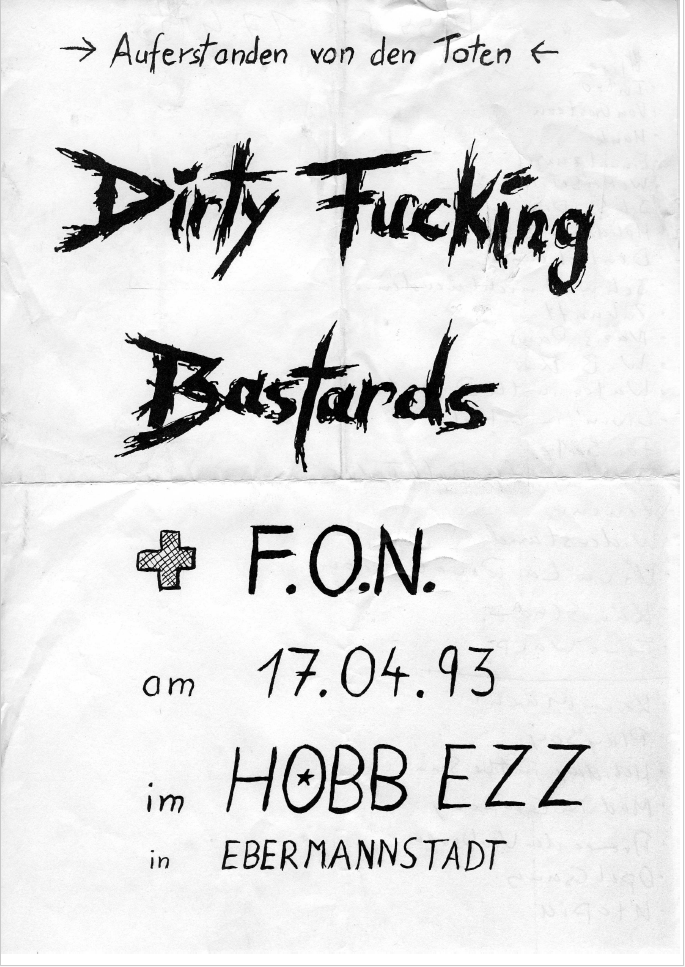 → Auferstanden von den Toten ←
Dirty Fucking
Bastards
+ F.O.N.
am 17.04.93
im HOBB EZZ
in EBERMANNSTADT